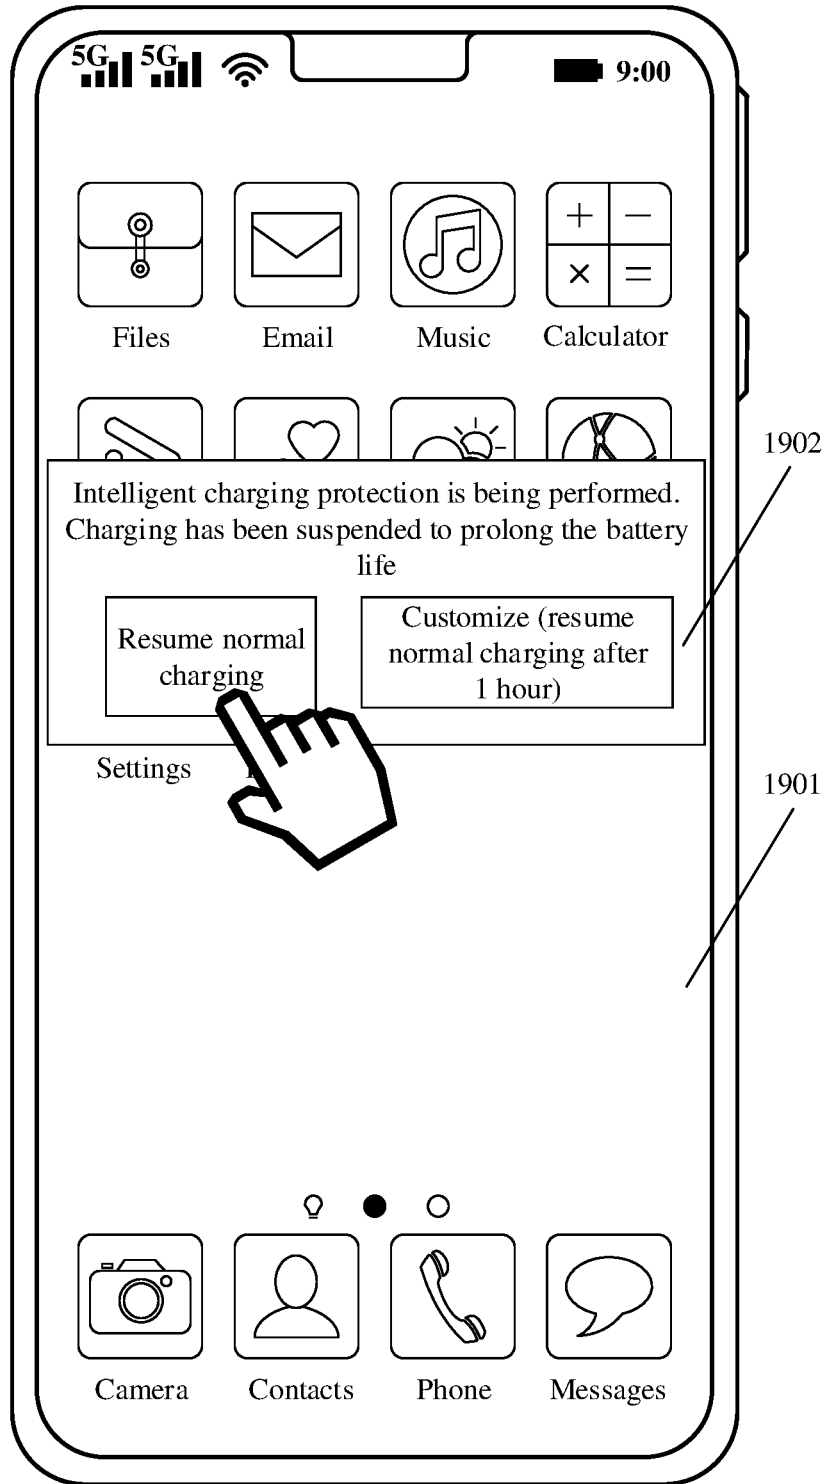 5G 5G 9:00
Files Email Music Calculator
1902
Intelligent charging protection is being performed.
Charging has been suspended to prolong the battery
life
Resume normal
charging
Customize (resume
normal charging after
1 hour)
Settings
1901
Camera Contacts Phone Messages